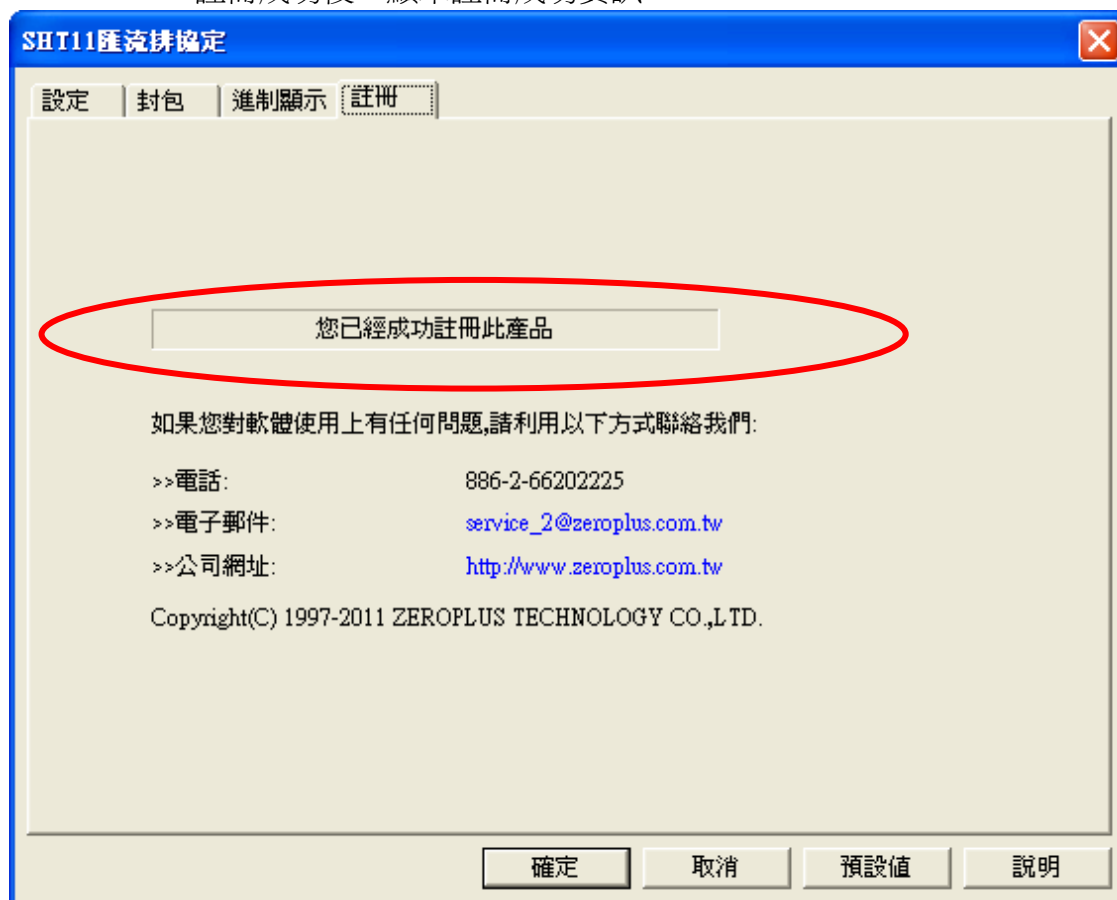 SHT11匯流排協定
設定 封包 進制顯示 註冊
您已經成功註冊此產品
如果您對軟體使用上有任何問題,請利用以下方式聯絡我們:
>>電話: 886-2-66202225
>>電子郵件: service_2@zeroplus.com.tw
>>公司網址: http://www.zeroplus.com.tw
Copyright(C) 1997-2011 ZEROPLUS TECHNOLOGY CO.,LTD.
確定 取消 預設值 說明